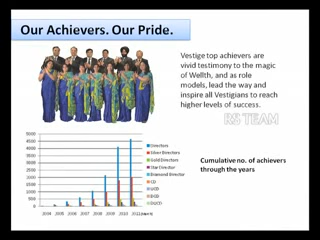 Our Achievers. Our Pride.
Vestige top achievers are
vivid testimony to the magic
of Wellth, and as role
models, lead the way and
inspire all Vestigians to reach
higher levels of success.
RS TEAM
5000
4500
4000
3500
3000
2500
2000
1500
1000
500
0
2004 2005 2006 2007 2008 2009 2010 2011
Directors
Silver Directors
Gold Directors
Star Director
Diamond Director
CD
Cumulative no. of achievers
through the years